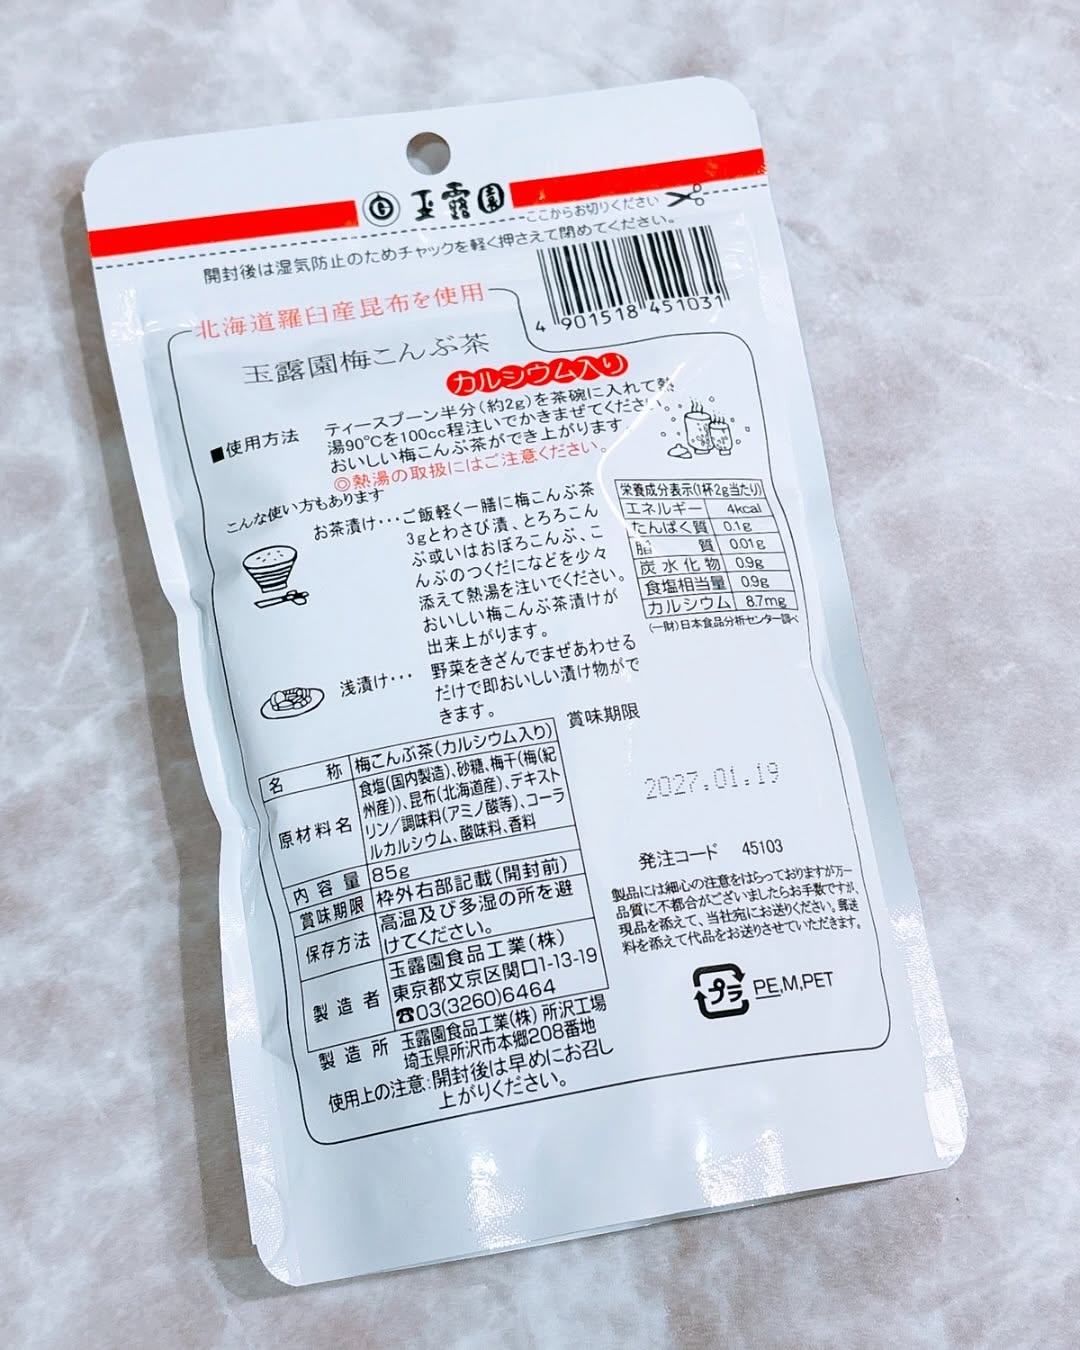 玉露園
ここからお切りください
開封後は湿気防止のためチャックを軽く押さえて閉めてください。
4 901518 451031
北海道羅臼産昆布を使用
玉露園梅こんぶ茶
カルシウム入り
■使用方法
ティースプーン半分(約2g)を茶碗に入れて熱
湯90℃を100cc程注いでかきまぜてください。
おいしい梅こんぶ茶ができ上がります。
◎熱湯の取扱にはご注意ください。
こんな使い方もあります
お茶漬け…ご飯軽く一膳に梅こんぶ茶
3gとわさび漬、とろろこん
ぶ或いはおぼろこんぶ、こ
んぶのつくだになどを少々
添えて熱湯を注いでください。
おいしい梅こんぶ茶漬けが
出来上がります。
浅漬け…野菜をきざんでまぜあわせる
だけで即おいしい漬け物がで
きます。
栄養成分表示(1杯2g当たり)
エネルギー 4kcal
たんぱく質 0.1g
脂質 0.01g
炭水化物 0.9g
食塩相当量 0.9g
カルシウム 8.7mg
(一財)日本食品分析センター調べ
名称 梅こんぶ茶(カルシウム入り)
原材料名 食塩(国内製造)、砂糖、梅干(梅(紀
州産))、昆布(北海道産)、デキスト
リン/調味料(アミノ酸等)、コーラ
ルカルシウム、酸味料、香料
内容量 85g
賞味期限 枠外右部記載(開封前)
保存方法 高温及び多湿の所を避
けてください。
製造者 玉露園食品工業(株)
東京都文京区関口1-13-19
☎03(3260)6464
製造所 玉露園食品工業(株) 所沢工場
埼玉県所沢市本郷208番地
使用上の注意:開封後は早めにお召し
上がりください。
賞味期限
2027.01.19
発注コード 45103
製品には細心の注意をはらっておりますが万一
品質に不都合がございましたらお手数ですが、
現品を添えて、当社宛にお送りください。郵送
料を添えて代品をお送りさせていただきます。
プラ PE,M,PET